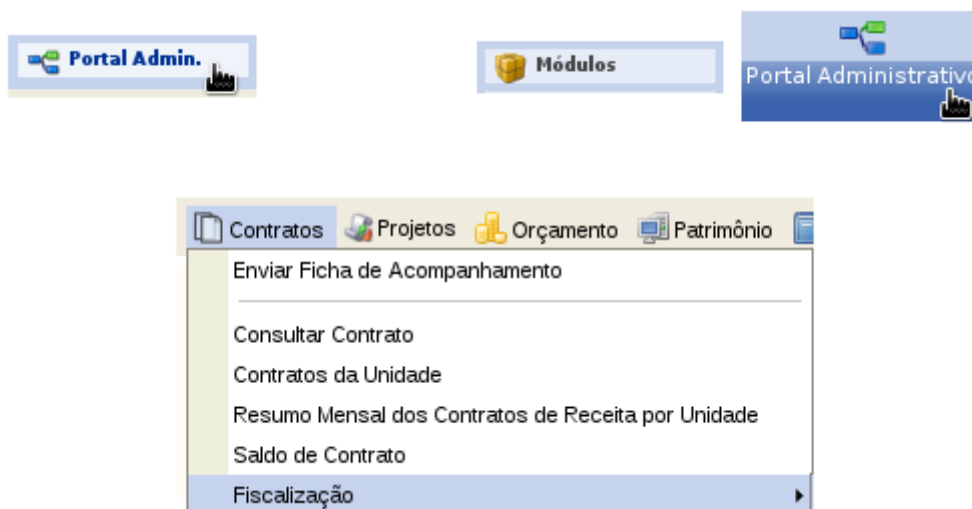 Portal Admin.
Módulos
Portal Administrativo
Contratos Projetos Orçamento Patrimônio
Enviar Ficha de Acompanhamento
Consultar Contrato
Contratos da Unidade
Resumo Mensal dos Contratos de Receita por Unidade
Saldo de Contrato
Fiscalização